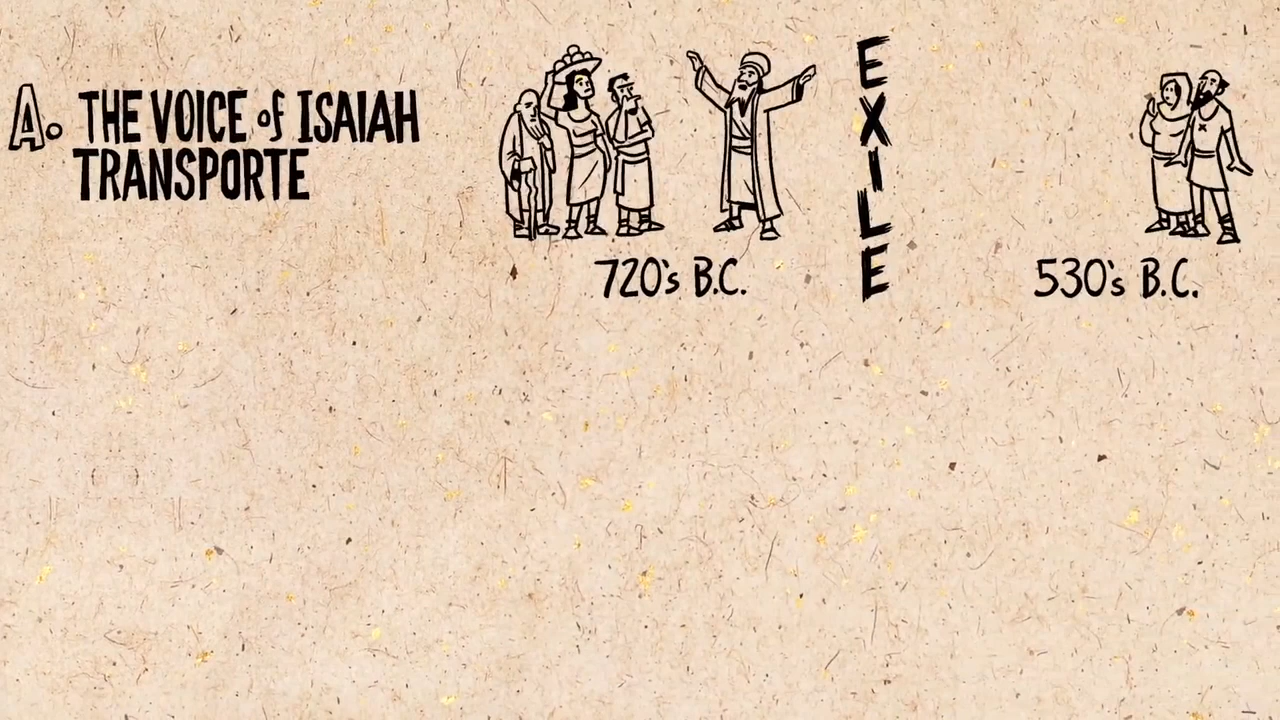 A. THE VOICE of ISAIAH
TRANSPORTE
EXILE
720's B.C.
530's B.C.